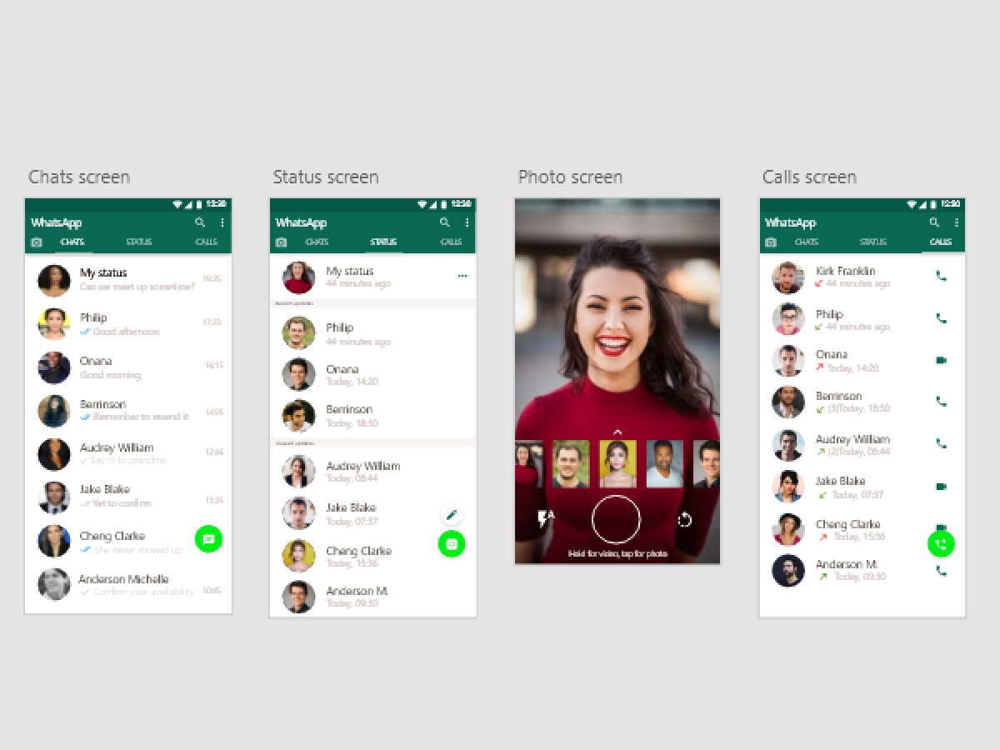 Chats screen
Status screen
Photo screen
Calls screen
12:30
WhatsApp
CHATS
STATUS
CALLS
My status
Can we meet up sometime?
Philip
17:23
Good afternoon
Onana
16:15
Good morning
Berrinson
14:05
Remember to resend it
Audrey William
12:46
Say hi to grandma
Jake Blake
11:35
Yet to confirm
Cheng Clarke
She never showed up
Anderson Michelle
Confirm your availability
10:45
12:30
WhatsApp
CHATS
STATUS
CALLS
My status
44 minutes ago
Recent updates
Philip
44 minutes ago
Onana
Today, 14:20
Berrinson
Today, 18:30
Viewed updates
Audrey William
Today, 08:44
Jake Blake
Today, 07:37
Cheng Clarke
Today, 15:36
Anderson M.
Today, 09:30
A
Hold for video, tap for photo
12:30
WhatsApp
CHATS
STATUS
CALLS
Kirk Franklin
44 minutes ago
Philip
44 minutes ago
Onana
Today, 14:20
Berrinson
(3)Today, 18:30
Audrey William
(2)Today, 08:44
Jake Blake
Today, 07:37
Cheng Clarke
Today, 15:36
Anderson M.
Today, 09:30